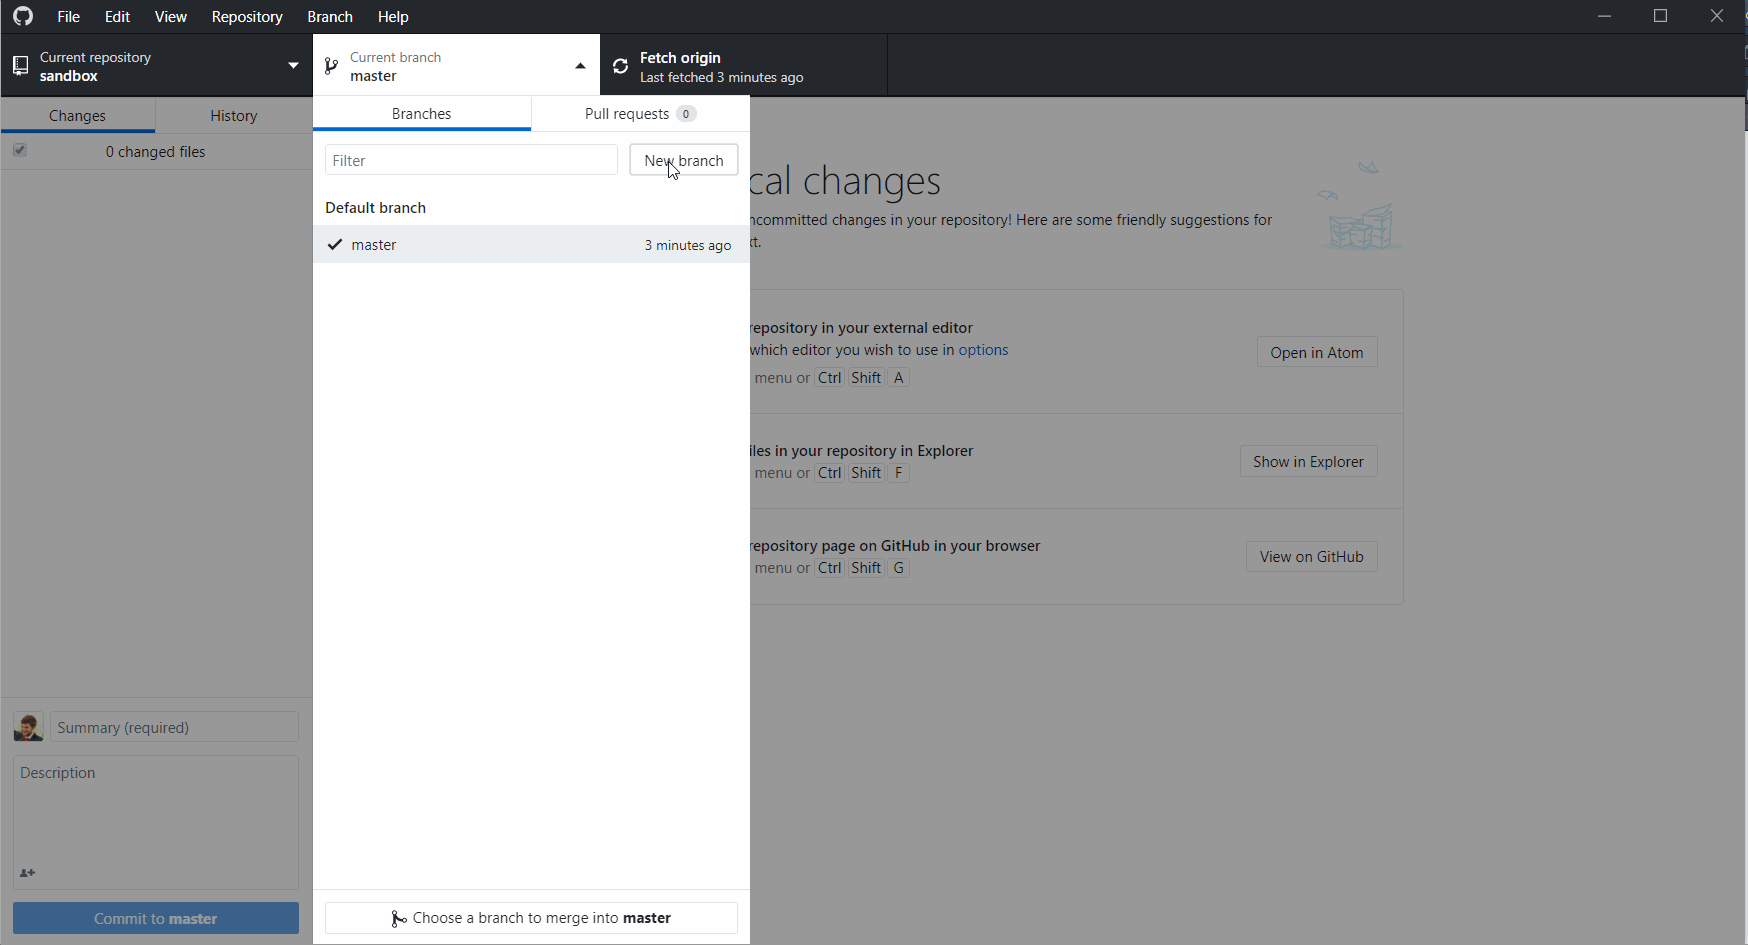 File Edit View Repository Branch Help
Current repository
sandbox
Current branch
master
Fetch origin
Last fetched 3 minutes ago
Changes History
0 changed files
Branches Pull requests 0
Filter
New branch
Default branch
master 3 minutes ago
Choose a branch to merge into master
changes
changes in your repository! Here are some friendly suggestions for
repository in your external editor
which editor you wish to use in options
menu or Ctrl Shift A
Open in Atom
in your repository in Explorer
menu or Ctrl Shift F
Show in Explorer
repository page on GitHub in your browser
menu or Ctrl Shift G
View on GitHub
Summary (required)
Description
Commit to master